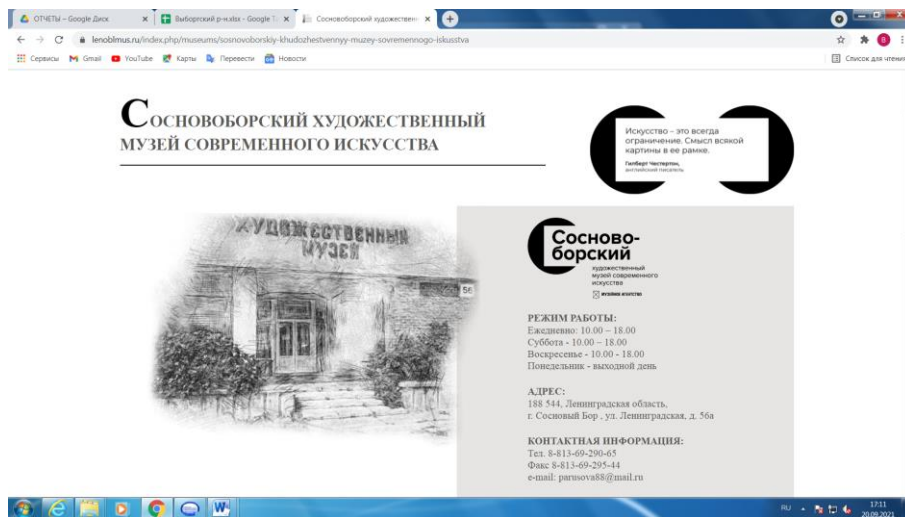 ОТЧЕТЫ – Google Диск
Выборгский р-н.xlsx - Google Т
Сосновоборский художествен
lenoblmus.ru/index.php/museums/sosnovoborskiy-khudozhestvennyy-muzey-sovremennogo-iskusstva
Сервисы Gmail YouTube Карты Перевести Новости
Список для чтения
СОСНОВОБОРСКИЙ ХУДОЖЕСТВЕННЫЙ
МУЗЕЙ СОВРЕМЕННОГО ИСКУССТВА
Искусство – это всегда
ограничение. Смысл всякой
картины в ее рамке.
Гилберт Честертон,
английский писатель
ХУДОЖЕСТВЕННЫЙ
МУЗЕЙ
56
Сосново-
борский
художественный
музей современного
искусства
РЕЖИМ РАБОТЫ:
Ежедневно: 10.00 – 18.00
Суббота - 10.00 – 18.00
Воскресенье - 10.00 - 18.00
Понедельник - выходной день
АДРЕС:
188 544, Ленинградская область,
г. Сосновый Бор , ул. Ленинградская, д. 56а
КОНТАКТНАЯ ИНФОРМАЦИЯ:
Тел. 8-813-69-290-65
Факс 8-813-69-295-44
e-mail: parusova88@mail.ru
RU
17:11
20.09.2021